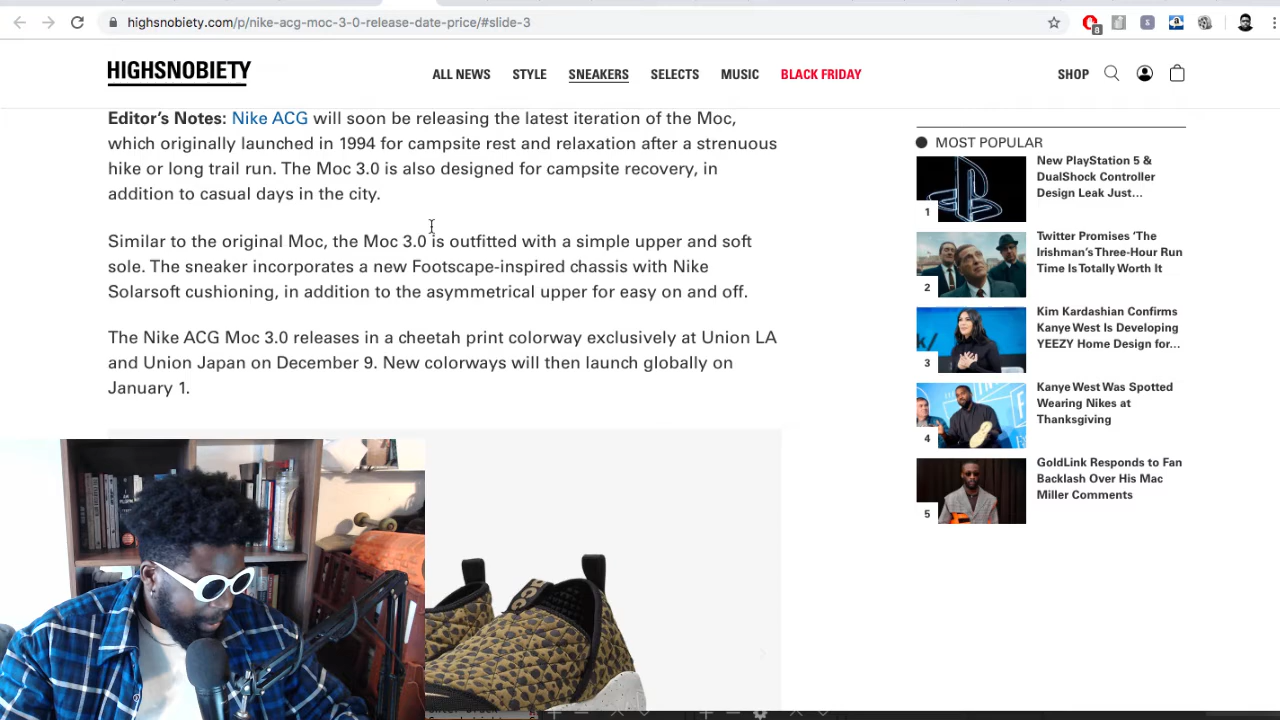 highsnobiety.com/p/nike-acg-moc-3-0-release-date-price/#slide-3
8
HIGHSNOBIETY
ALL NEWS STYLE SNEAKERS SELECTS MUSIC BLACK FRIDAY
SHOP
Editor's Notes: Nike ACG will soon be releasing the latest iteration of the Moc,
which originally launched in 1994 for campsite rest and relaxation after a strenuous
hike or long trail run. The Moc 3.0 is also designed for campsite recovery, in
addition to casual days in the city.
Similar to the original Moc, the Moc 3.0 is outfitted with a simple upper and soft
sole. The sneaker incorporates a new Footscape-inspired chassis with Nike
Solarsoft cushioning, in addition to the asymmetrical upper for easy on and off.
The Nike ACG Moc 3.0 releases in a cheetah print colorway exclusively at Union LA
and Union Japan on December 9. New colorways will then launch globally on
January 1.
MOST POPULAR
New PlayStation 5 &
DualShock Controller
Design Leak Just...
1
Twitter Promises 'The
Irishman's Three-Hour Run
Time Is Totally Worth It
2
Kim Kardashian Confirms
Kanye West Is Developing
YEEZY Home Design for...
3
Kanye West Was Spotted
Wearing Nikes at
Thanksgiving
4
GoldLink Responds to Fan
Backlash Over His Mac
Miller Comments
5